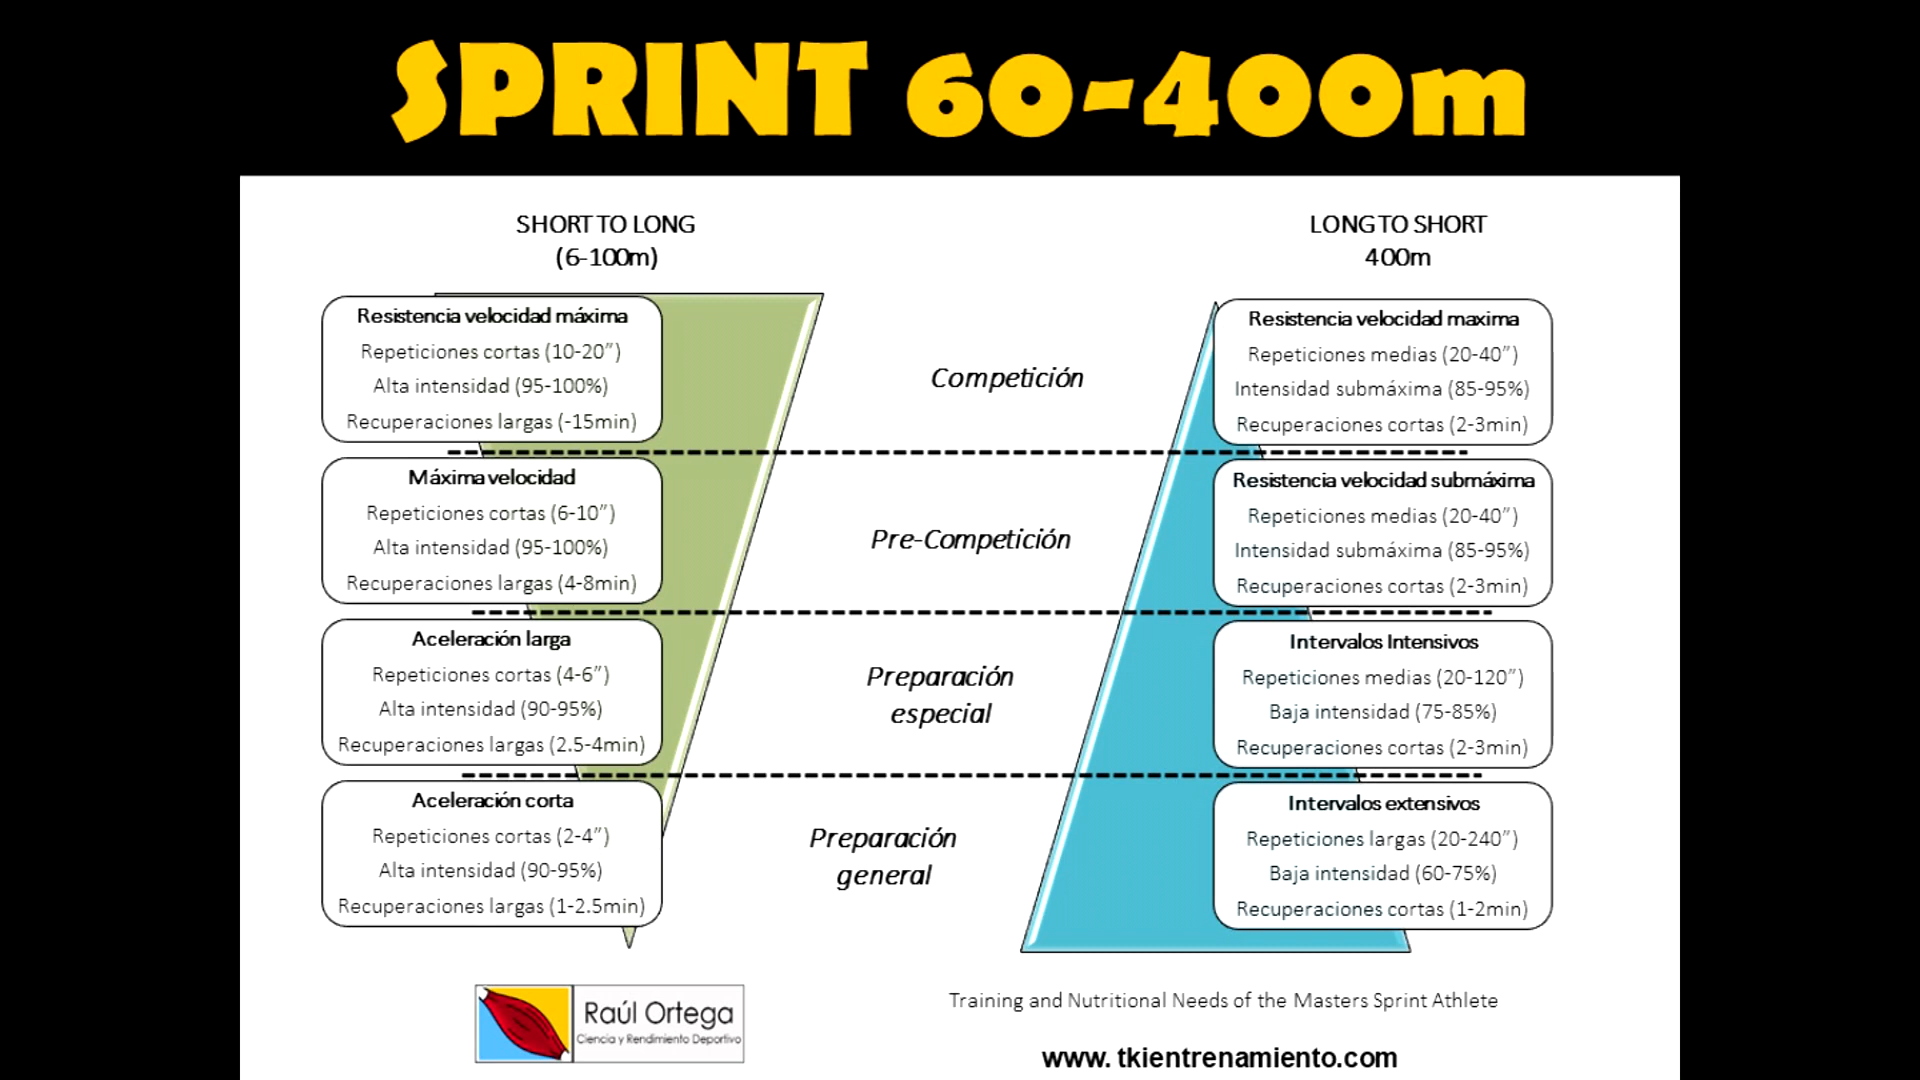 SPRINT 60-400m
SHORT TO LONG
(6-100m)
LONG TO SHORT
400m
Resistencia velocidad máxima
Repeticiones cortas (10-20”)
Alta intensidad (95-100%)
Recuperaciones largas (-15min)
Competición
Resistencia velocidad maxima
Repeticiones medias (20-40”)
Intensidad submáxima (85-95%)
Recuperaciones cortas (2-3min)
Máxima velocidad
Repeticiones cortas (6-10”)
Alta intensidad (95-100%)
Recuperaciones largas (4-8min)
Pre-Competición
Resistencia velocidad submáxima
Repeticiones medias (20-40”)
Intensidad submáxima (85-95%)
Recuperaciones cortas (2-3min)
Aceleración larga
Repeticiones cortas (4-6”)
Alta intensidad (90-95%)
Recuperaciones largas (2.5-4min)
Preparación
especial
Intervalos Intensivos
Repeticiones medias (20-120”)
Baja intensidad (75-85%)
Recuperaciones cortas (2-3min)
Aceleración corta
Repeticiones cortas (2-4”)
Alta intensidad (90-95%)
Recuperaciones largas (1-2.5min)
Preparación
general
Intervalos extensivos
Repeticiones largas (20-240”)
Baja intensidad (60-75%)
Recuperaciones cortas (1-2min)
Raúl Ortega
Ciencia y Rendimiento Deportivo
Training and Nutritional Needs of the Masters Sprint Athlete
www. tkientrenamiento.com